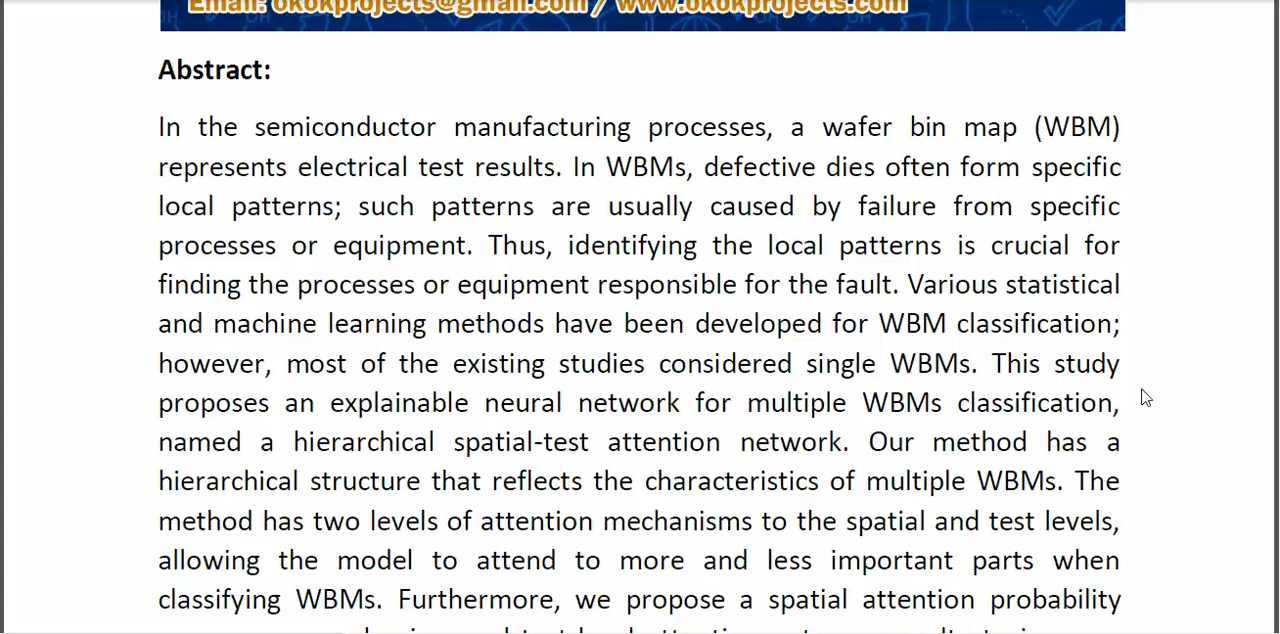 Email: okokprojects@gmail.com / www.okokprojects.com
Abstract:
In the semiconductor manufacturing processes, a wafer bin map (WBM)
represents electrical test results. In WBMs, defective dies often form specific
local patterns; such patterns are usually caused by failure from specific
processes or equipment. Thus, identifying the local patterns is crucial for
finding the processes or equipment responsible for the fault. Various statistical
and machine learning methods have been developed for WBM classification;
however, most of the existing studies considered single WBMs. This study
proposes an explainable neural network for multiple WBMs classification,
named a hierarchical spatial-test attention network. Our method has a
hierarchical structure that reflects the characteristics of multiple WBMs. The
method has two levels of attention mechanisms to the spatial and test levels,
allowing the model to attend to more and less important parts when
classifying WBMs. Furthermore, we propose a spatial attention probability